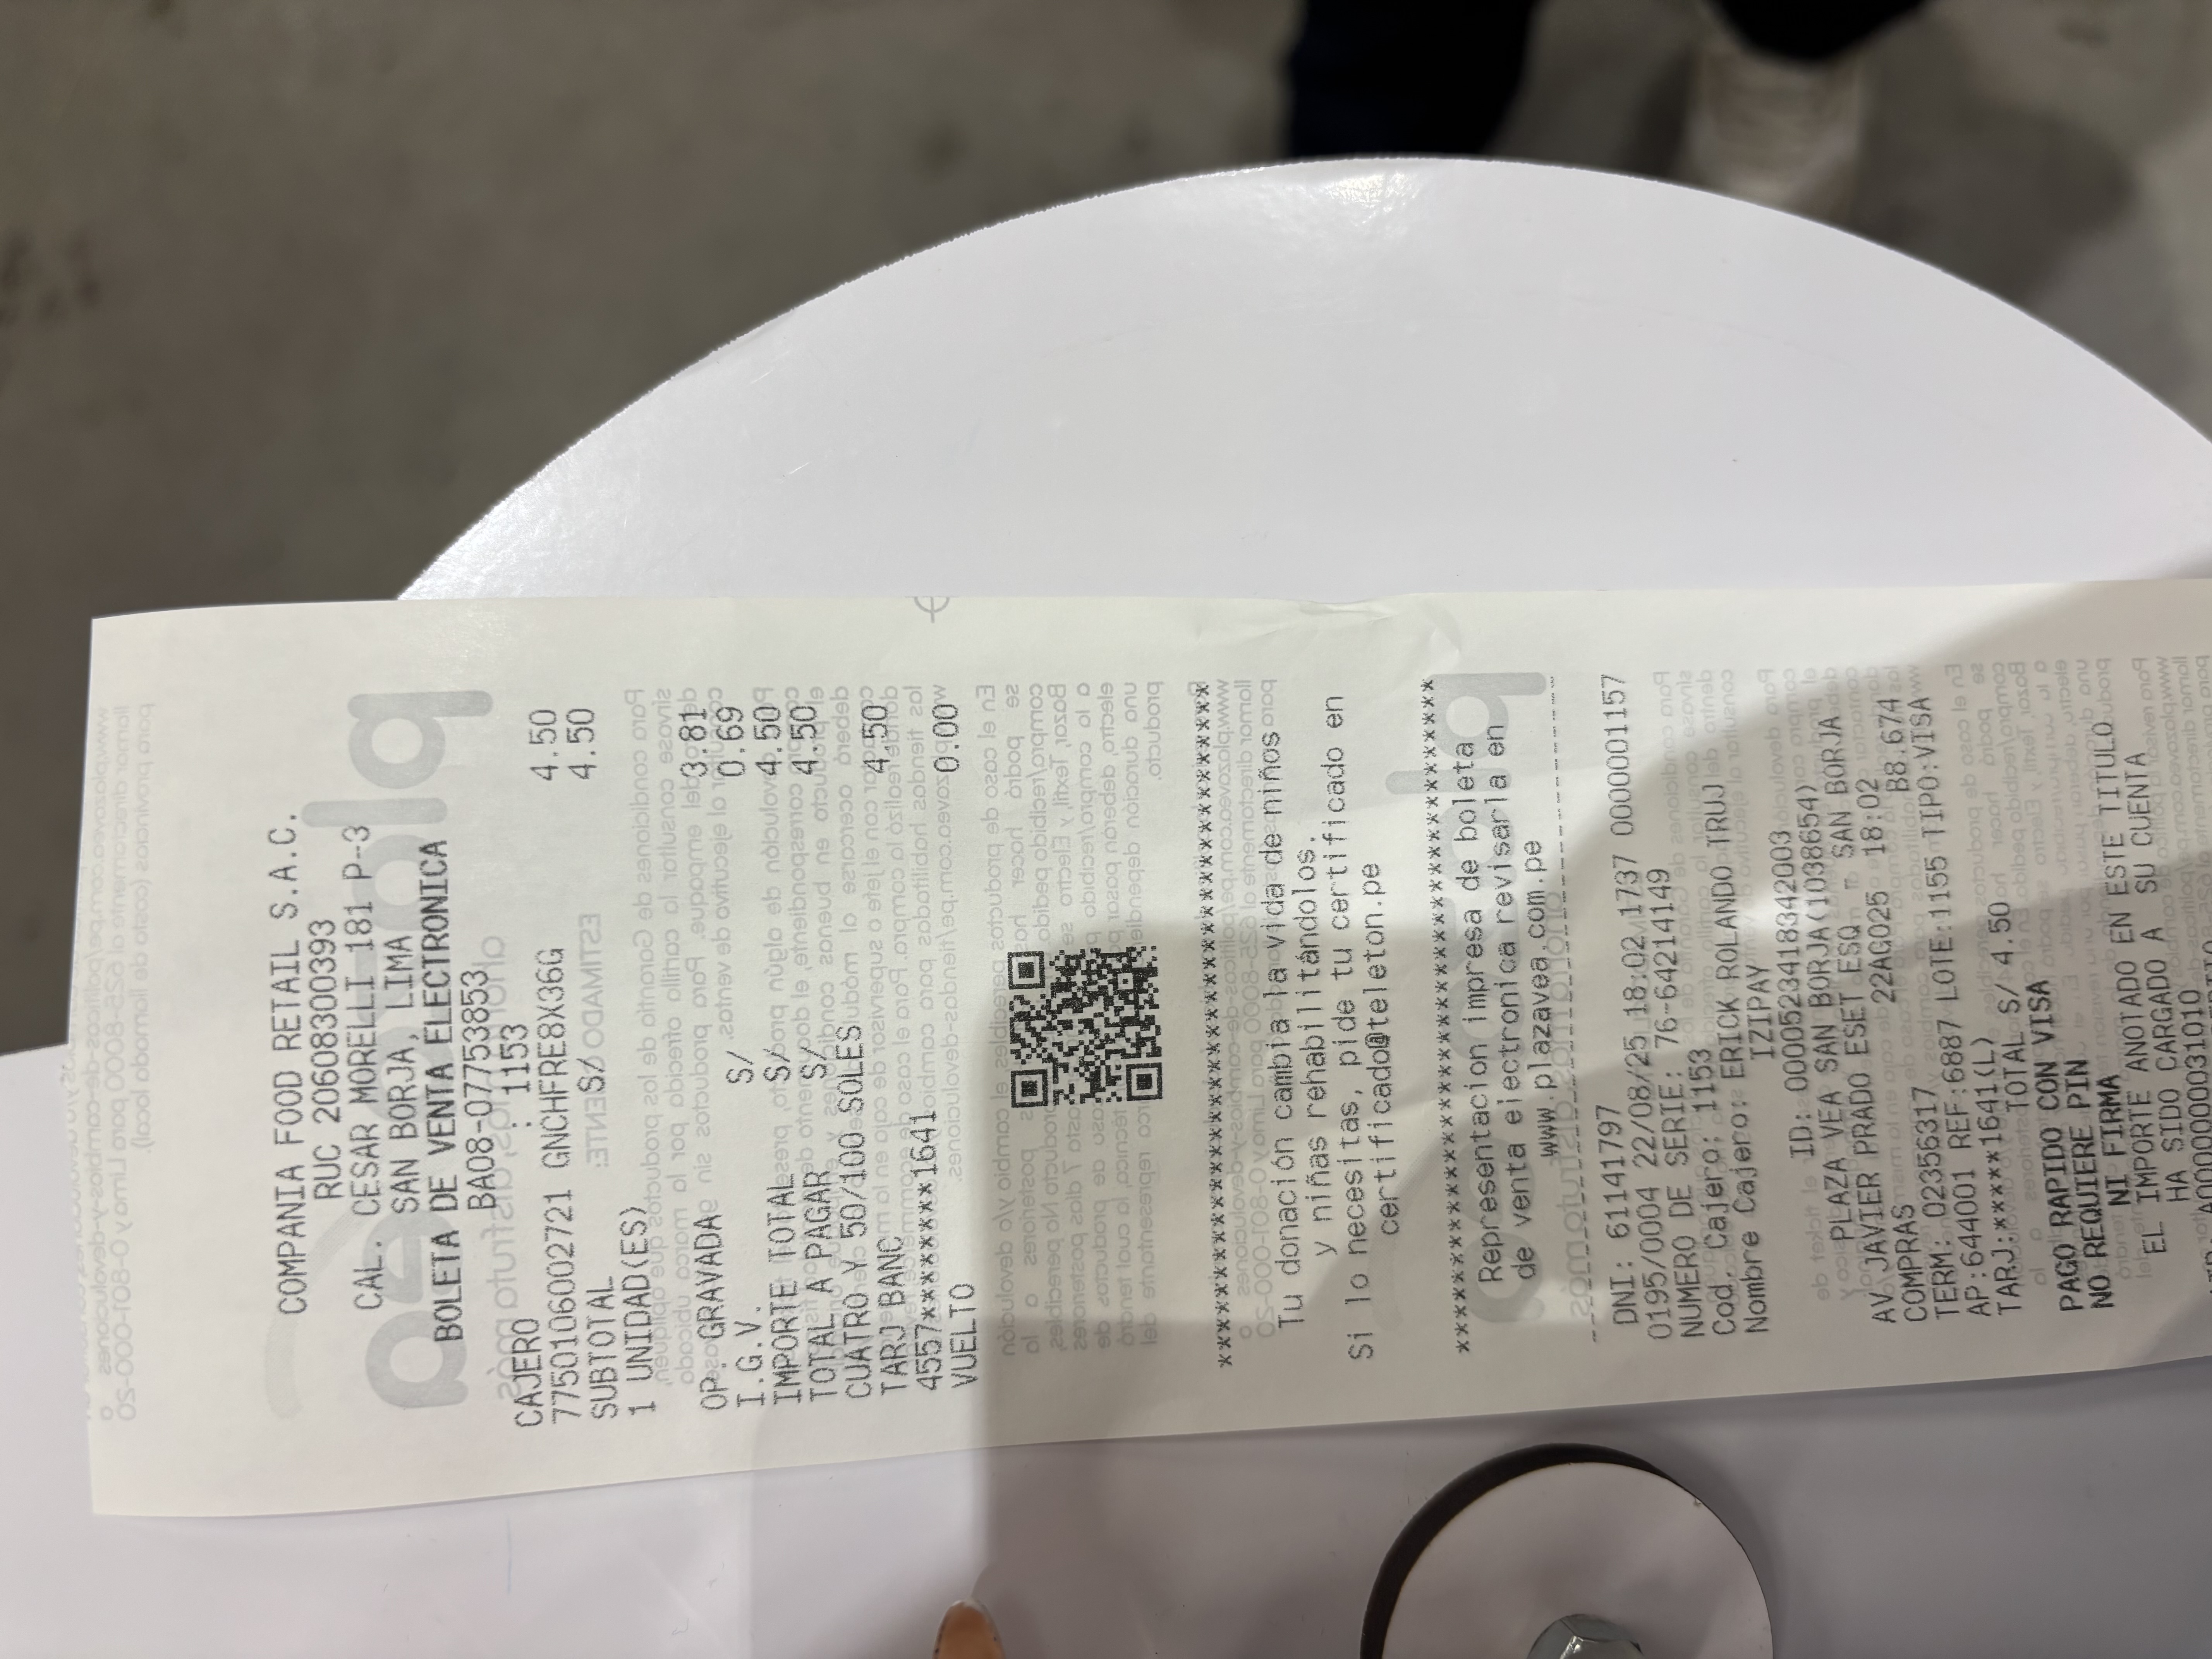 COMPANIA FOOD RETAIL S.A.C.
RUC 20608300393
CAL. CESAR MORELLI 181 P-3
SAN BORJA, LIMA
BOLETA DE VENTA ELECTRONICA
BA08-07753853
CAJERO : 1153
7750106002721 GNCHFRE8X36G 4.50
SUBTOTAL S/ 4.50
1 UNIDAD(ES)
OP. GRAVADA 3.81
I.G.V. S/ 0.69
IMPORTE TOTAL S/ 4.50
TOTAL A PAGAR S/ 4.50
CUATRO Y 50/100 SOLES
TARJ BANC 4.50
4557********1641
VUELTO 0.00
**************************************
Tu donación cambia la vida de niños
y niñas rehabilitándolos.
Si lo necesitas, pide tu certificado en
certificado@teleton.pe
**************************************
Representacion impresa de boleta
de venta electronica revisarla en
www.plazavea.com.pe
DNI: 61141797
0195/0004 22/08/25 18:02 1737 0000001157
NUMERO DE SERIE: 76-64214149
Cod. Cajero: 1153
Nombre Cajero: ERICK ROLANDO TRUJ
IZIPAY
ID: 0000523418342003
PLAZA VEA SAN BORJA(1038654)
AV JAVIER PRADO ESET ESQ - SAN BORJA
COMPRAS 22AGO25 18:02
TERM: 02356317 B8.674
AP:644001 REF:6887 LOTE:1155 TIPO:VISA
TARJ:*****1641(L)
TOTAL S/ 4.50
PAGO RAPIDO CON VISA
NO REQUIERE PIN
NI FIRMA
EL IMPORTE ANOTADO EN ESTE TITULO
HA SIDO CARGADO A SU CUENTA
A0000000031010